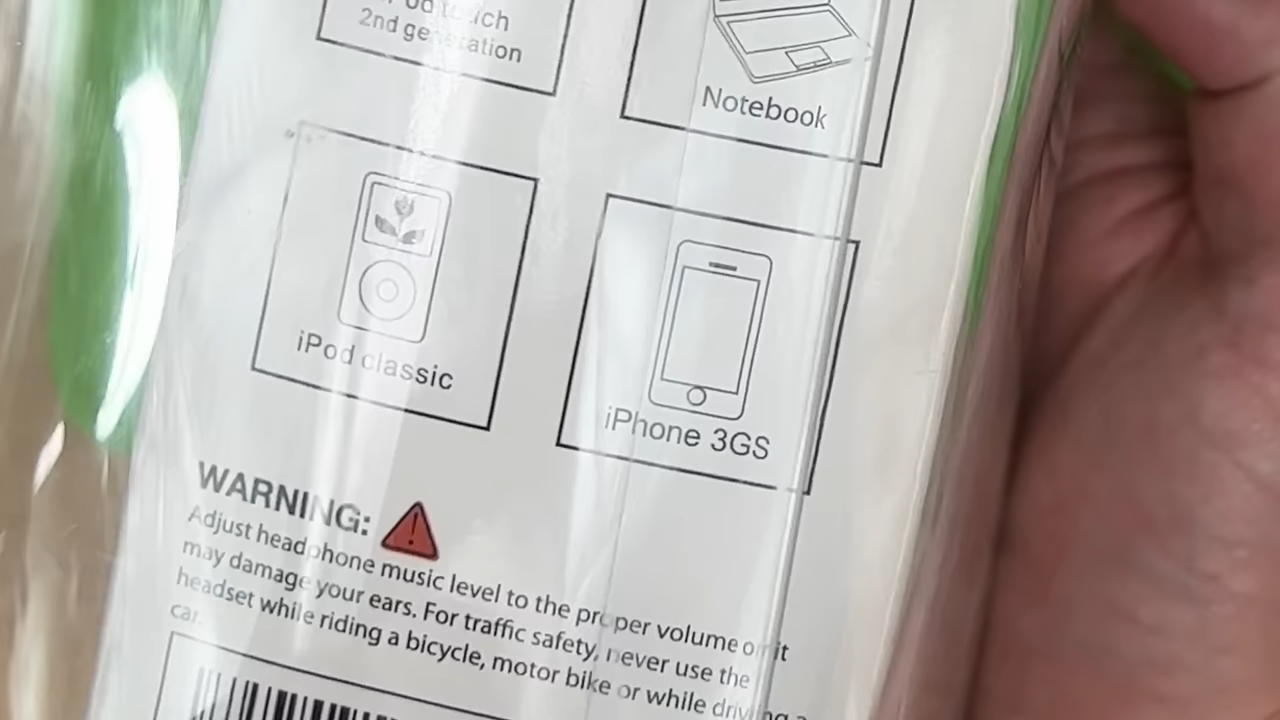 iPod touch
2nd generation
Notebook
iPod classic
iPhone 3GS
WARNING:
Adjust headphone music level to the proper volume or it
may damage your ears. For traffic safety, never use the
headset while riding a bicycle, motor bike or while driving a
car.